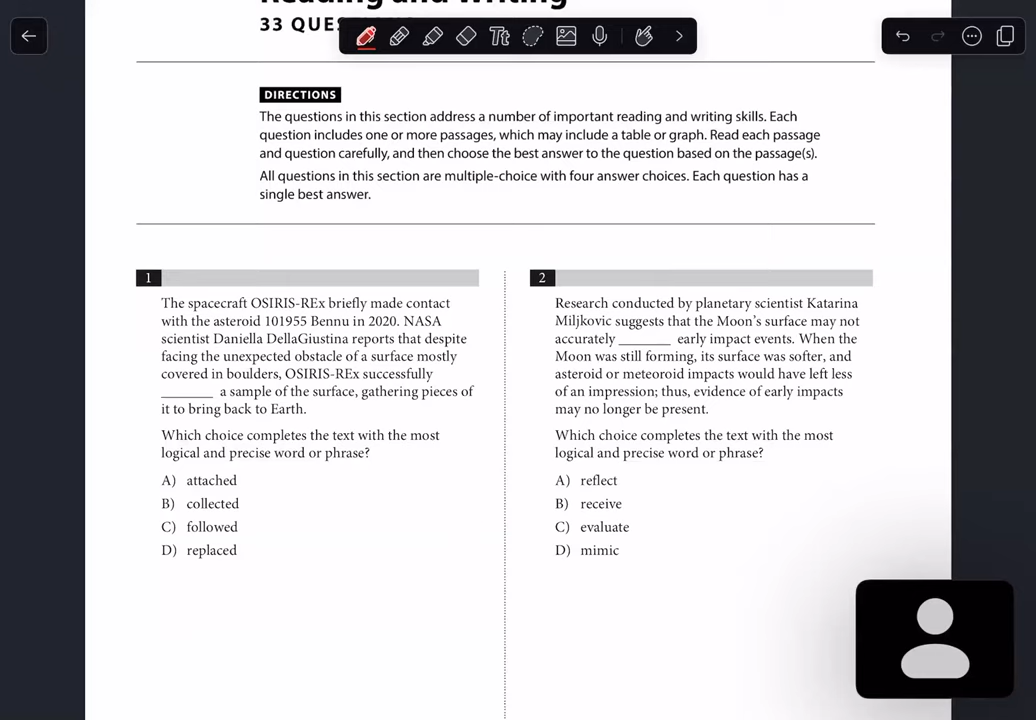 33 QUES
Tt
DIRECTIONS
The questions in this section address a number of important reading and writing skills. Each
question includes one or more passages, which may include a table or graph. Read each passage
and question carefully, and then choose the best answer to the question based on the passage(s).
All questions in this section are multiple-choice with four answer choices. Each question has a
single best answer.
1
The spacecraft OSIRIS-REx briefly made contact
with the asteroid 101955 Bennu in 2020. NASA
scientist Daniella DellaGiustina reports that despite
facing the unexpected obstacle of a surface mostly
covered in boulders, OSIRIS-REx successfully
_______ a sample of the surface, gathering pieces of
it to bring back to Earth.
Which choice completes the text with the most
logical and precise word or phrase?
A) attached
B) collected
C) followed
D) replaced
2
Research conducted by planetary scientist Katarina
Miljkovic suggests that the Moon’s surface may not
accurately _______ early impact events. When the
Moon was still forming, its surface was softer, and
asteroid or meteoroid impacts would have left less
of an impression; thus, evidence of early impacts
may no longer be present.
Which choice completes the text with the most
logical and precise word or phrase?
A) reflect
B) receive
C) evaluate
D) mimic